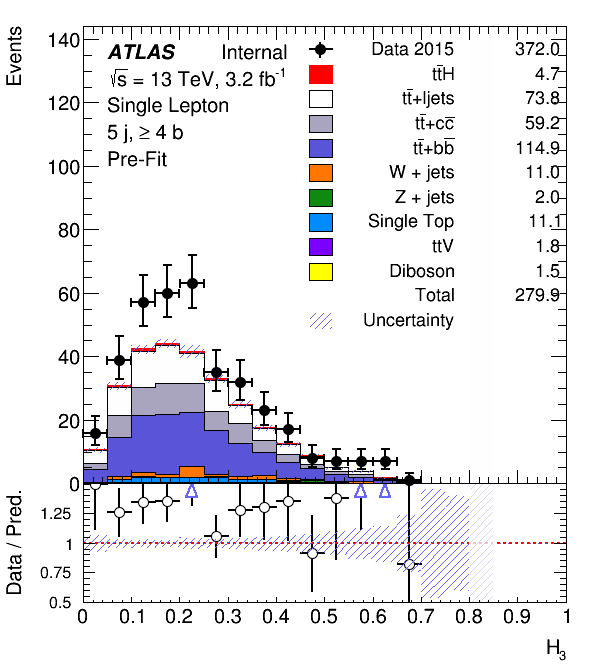 Events
140
120
100
80
60
40
20
0
ATLAS Internal
√s = 13 TeV, 3.2 fb⁻¹
Single Lepton
5 j, ≥ 4 b
Pre-Fit
Data 2015 372.0
tt̄H 4.7
tt̄+ljets 73.8
tt̄+cc̄ 59.2
tt̄+bb̄ 114.9
W + jets 11.0
Z + jets 2.0
Single Top 11.1
ttV 1.8
Diboson 1.5
Total 279.9
Uncertainty
Data / Pred.
1.25
1
0.75
0.5
0 0.1 0.2 0.3 0.4 0.5 0.6 0.7 0.8 0.9 1
H₃